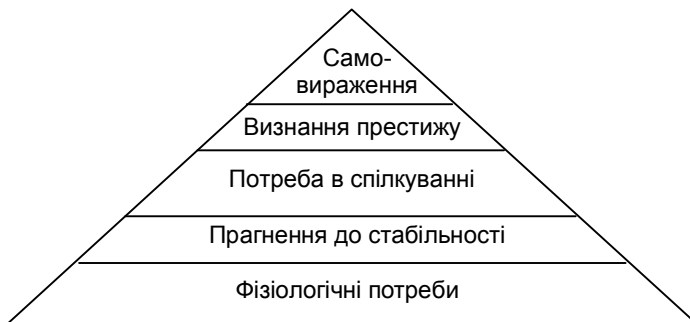 Само-
вираження
Визнання престижу
Потреба в спілкуванні
Прагнення до стабільності
Фізіологічні потреби